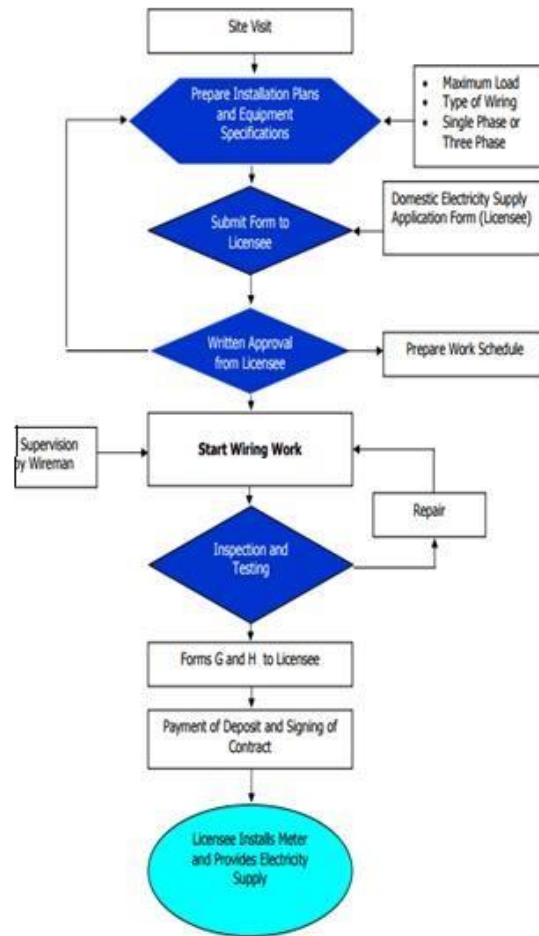 Site Visit
Prepare Installation Plans
and Equipment
Specifications
• Maximum Load
• Type of Wiring
• Single Phase or
Three Phase
Submit Form to
Licensee
Domestic Electricity Supply
Application Form (Licensee)
Written Approval
from Licensee
Prepare Work Schedule
Supervision
by Wireman
Start Wiring Work
Repair
Inspection and
Testing
Forms G and H to Licensee
Payment of Deposit and Signing of
Contract
Licensee Installs Meter
and Provides Electricity
Supply